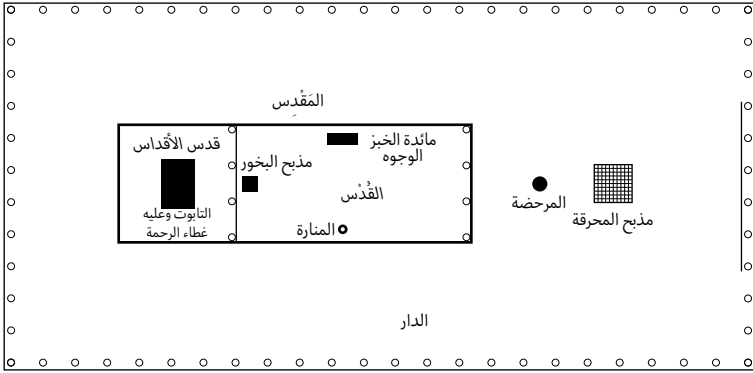 المَقْدِس
قدس الأقداس
مائدة الخبز
الوجوه
مذبح البخور
القُدْس
المرحضة
مذبح المحرقة
التابوت وعليه
غطاء الرحمة
المنارة
الدار